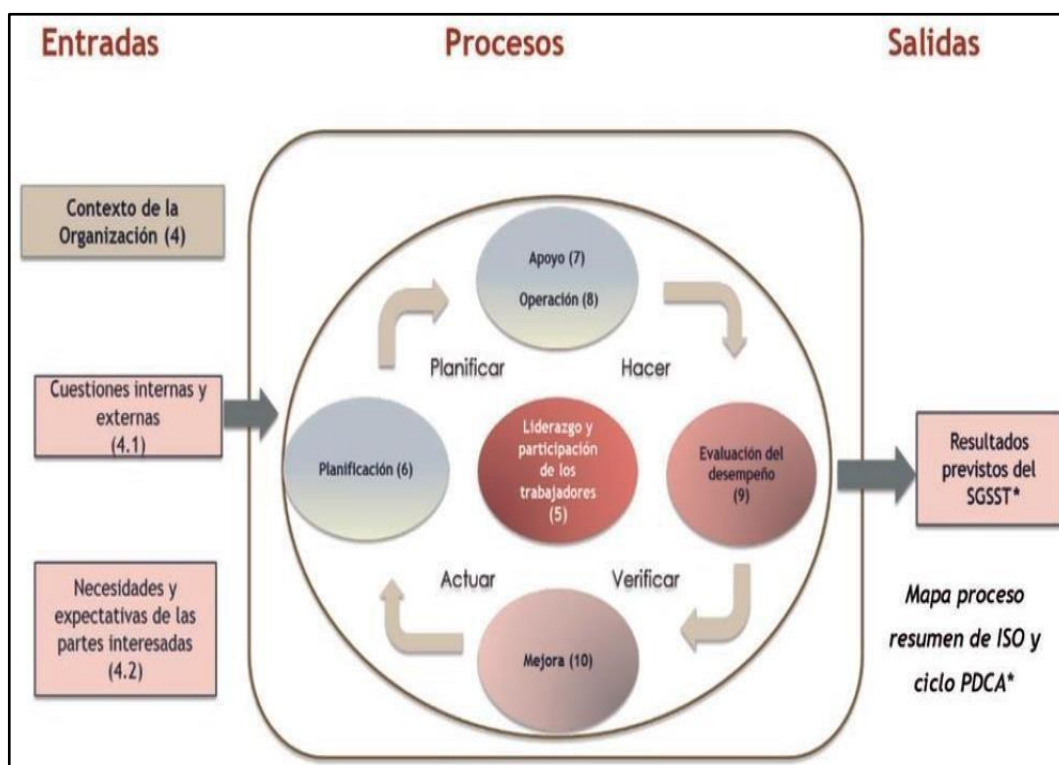 Entradas
Procesos
Salidas
Contexto de la
Organización (4)
Cuestiones internas y
externas
(4.1)
Necesidades y
expectativas de las
partes interesadas
(4.2)
Apoyo (7)
Operación (8)
Planificar
Hacer
Planificación (6)
Liderazgo y
participación
de los
trabajadores
(5)
Evaluación del
desempeño
(9)
Actuar
Verificar
Mejora (10)
Resultados
previstos del
SGSST*
Mapa proceso
resumen de ISO y
ciclo PDCA*